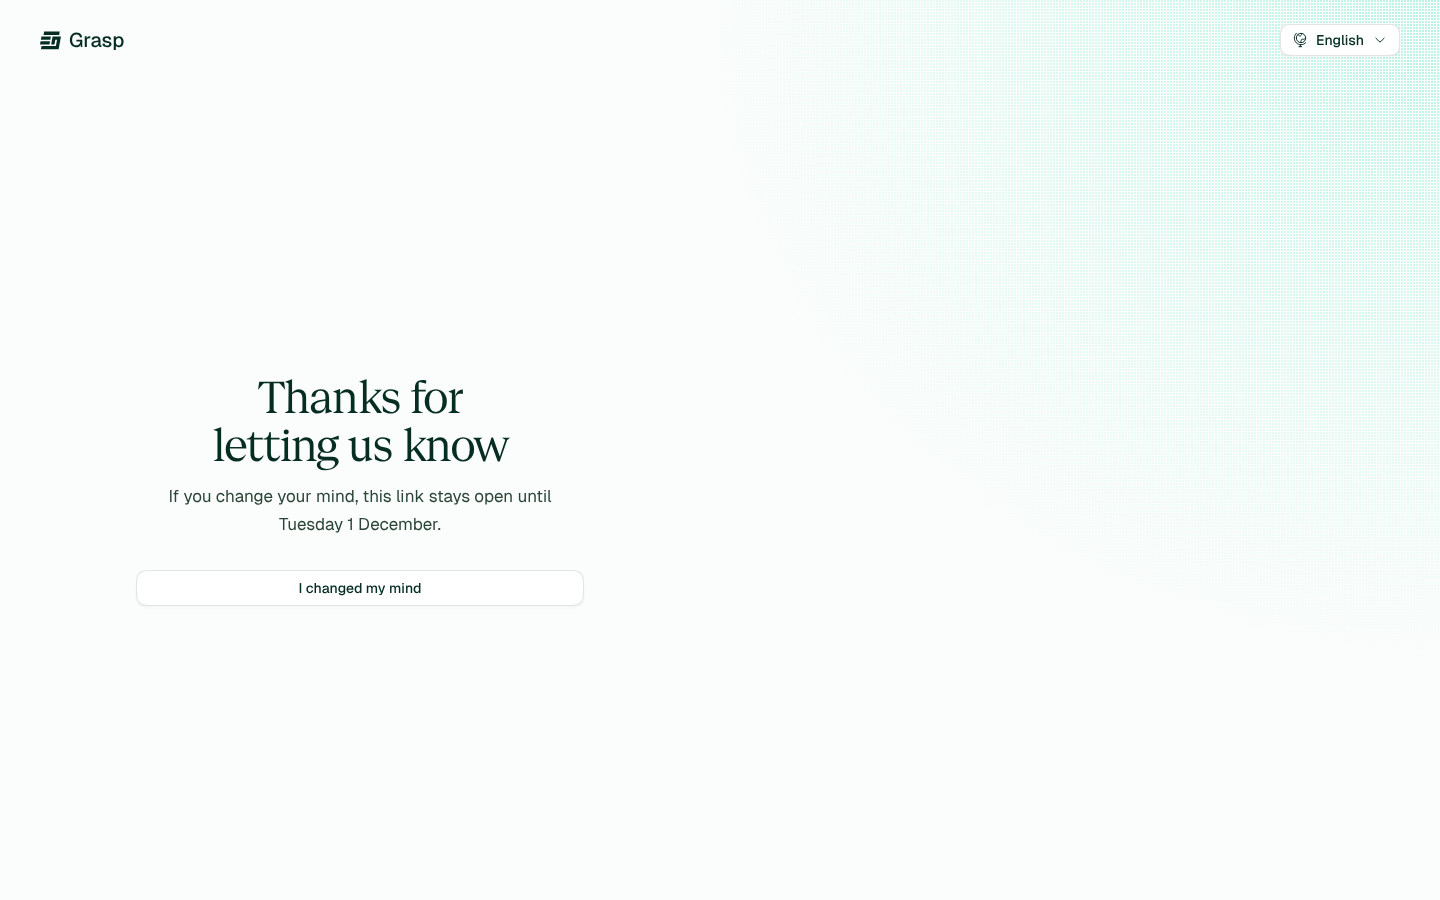 Grasp
English
Thanks for
letting us know
If you change your mind, this link stays open until
Tuesday 1 December.
I changed my mind